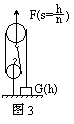 F(s=h/n)
G(h)
图3